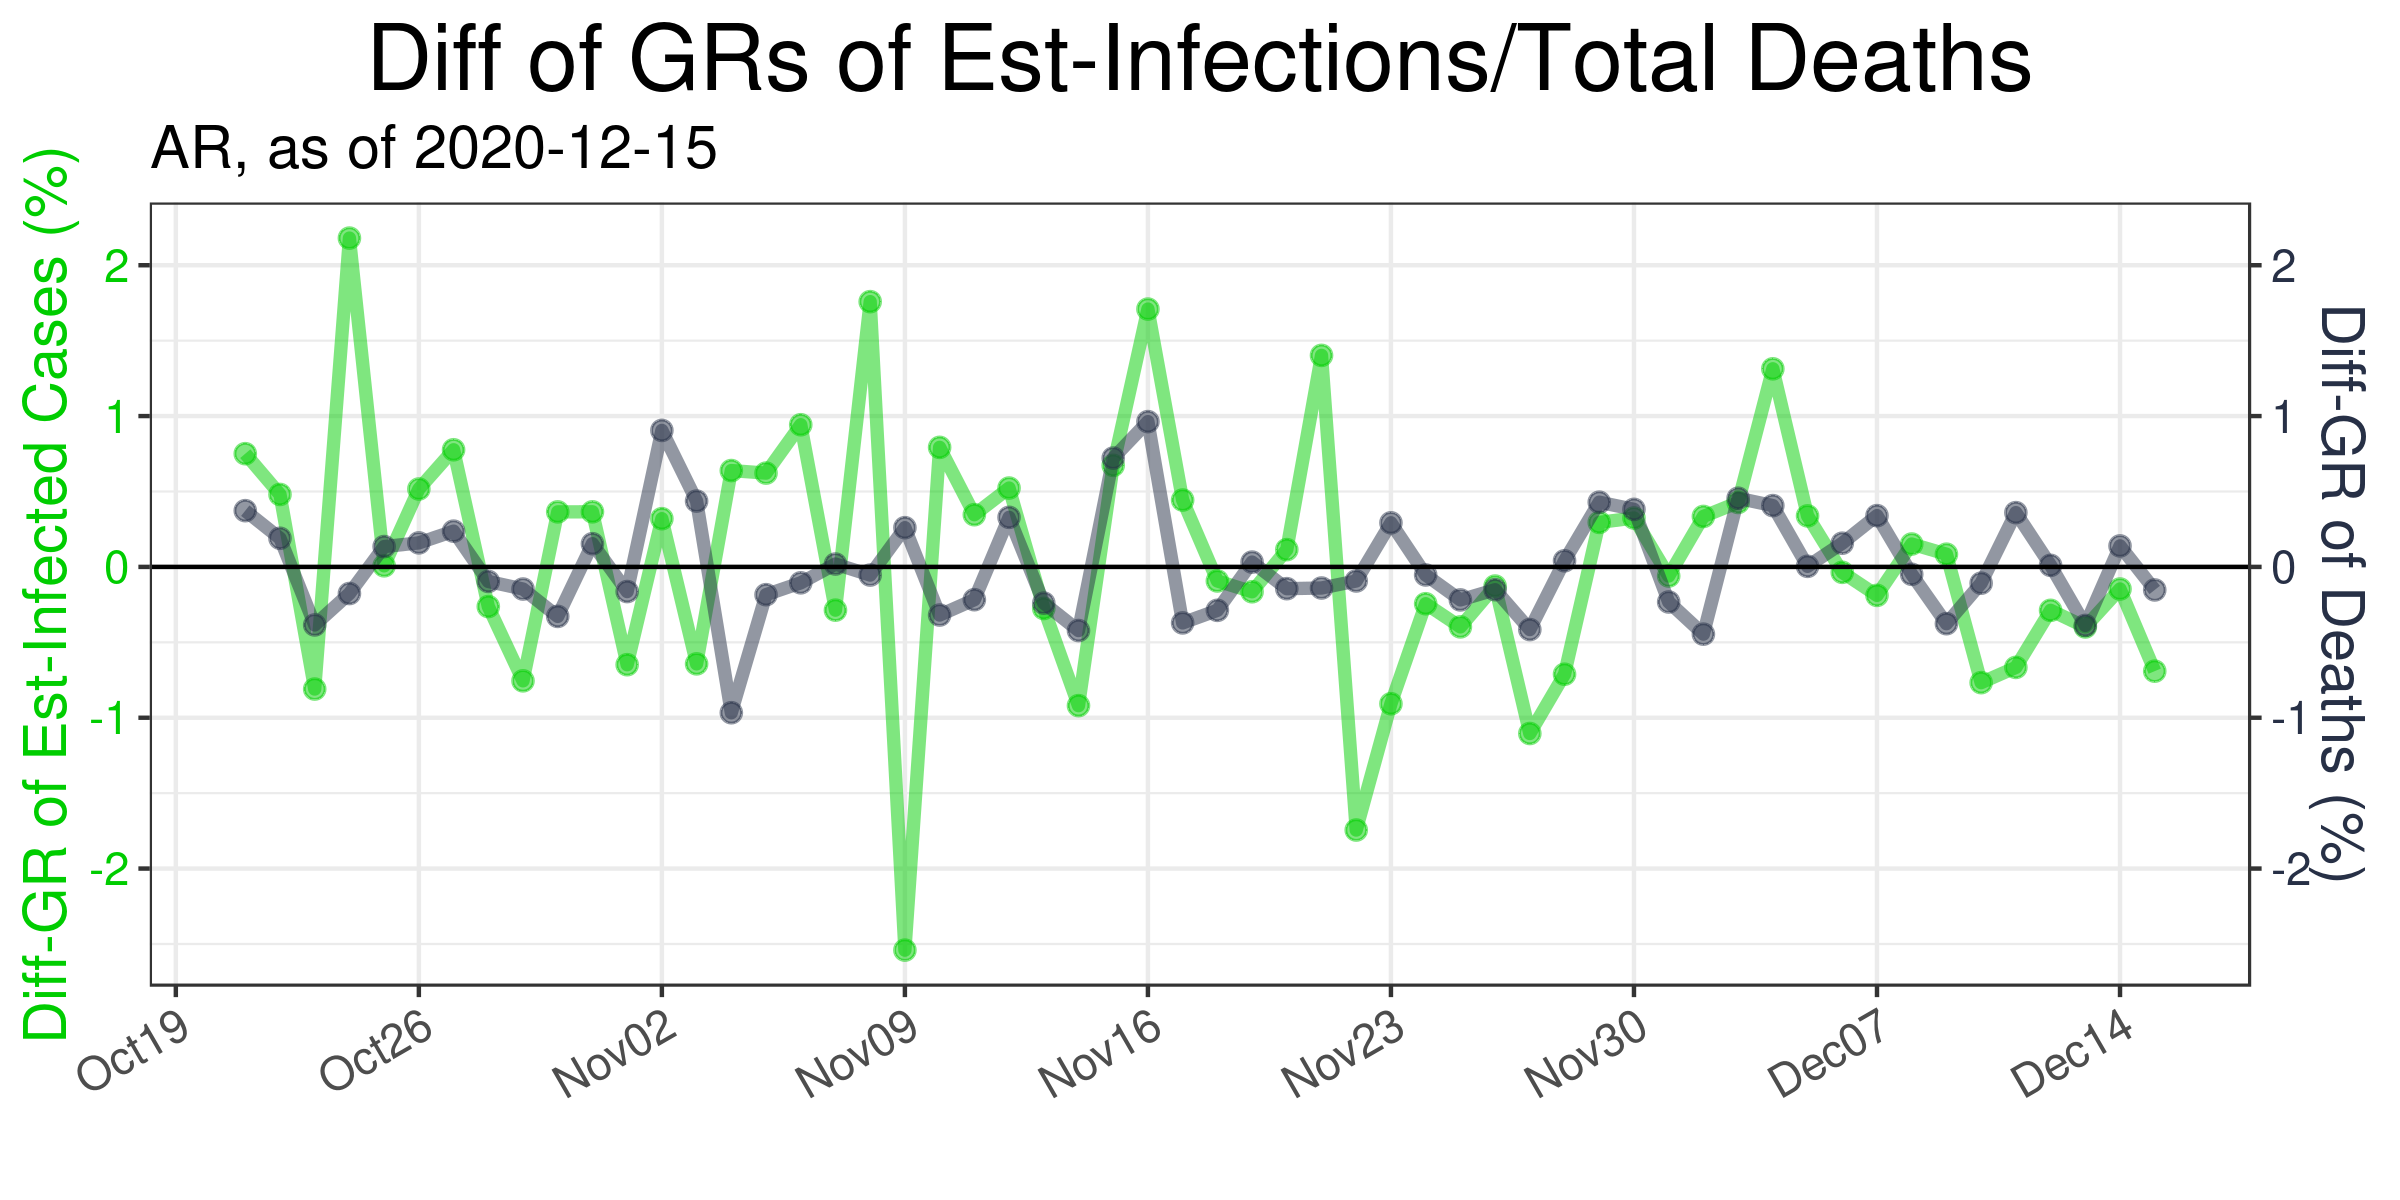 Diff of GRs of Est-Infections/Total Deaths
AR, as of 2020-12-15
Diff-GR of Est-Infected Cases (%)
2
1
0
-1
-2
2
1
0
-1
-2
Diff-GR of Deaths (%)
Oct19
Oct26
Nov02
Nov09
Nov16
Nov23
Nov30
Dec07
Dec14